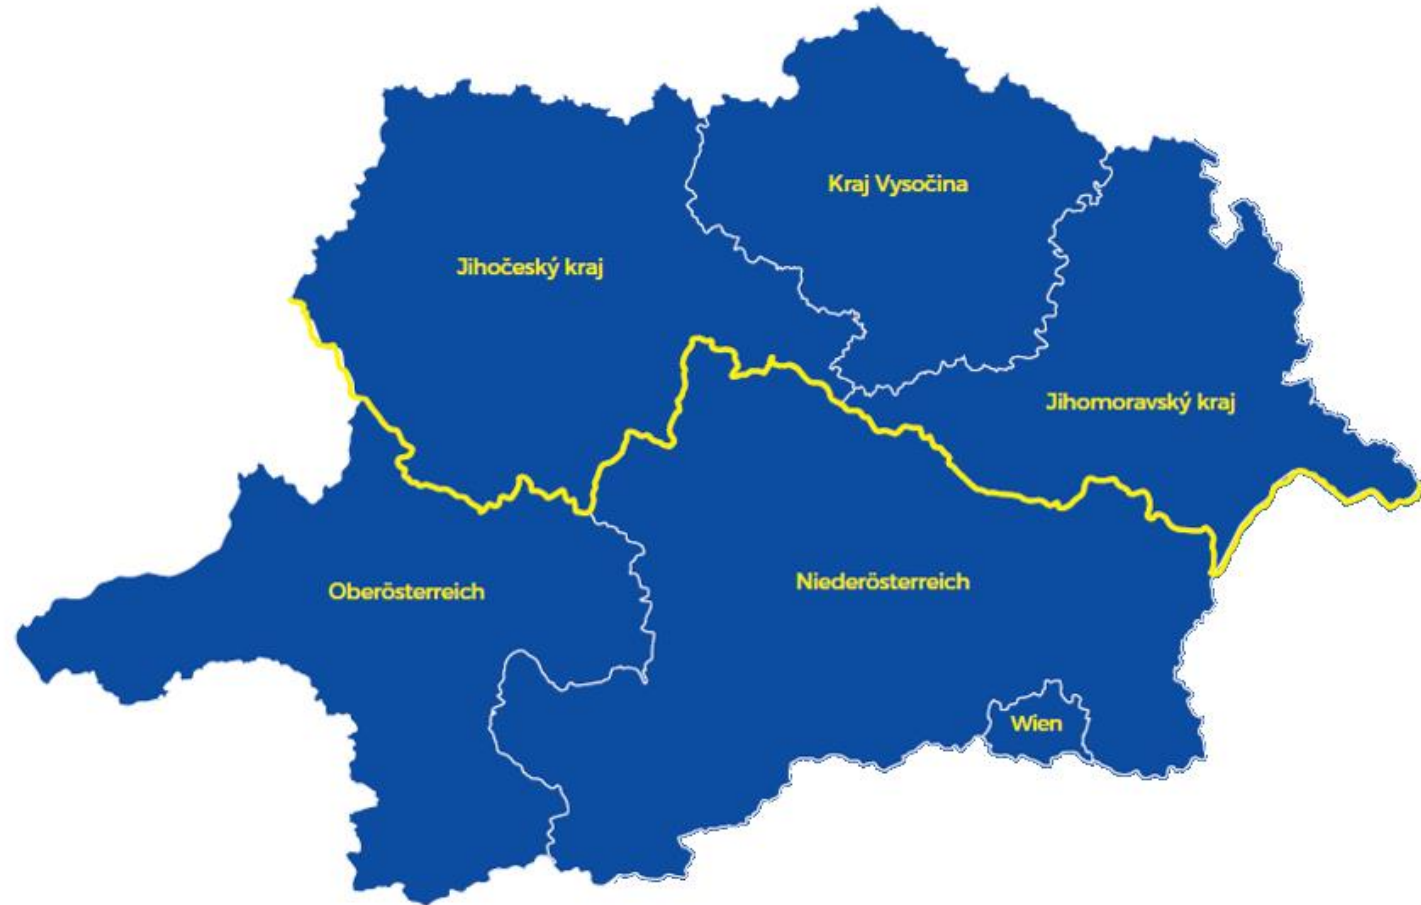 Kraj Vysočina
Jihočeský kraj
Jihomoravský kraj
Niederösterreich
Oberösterreich
Wien